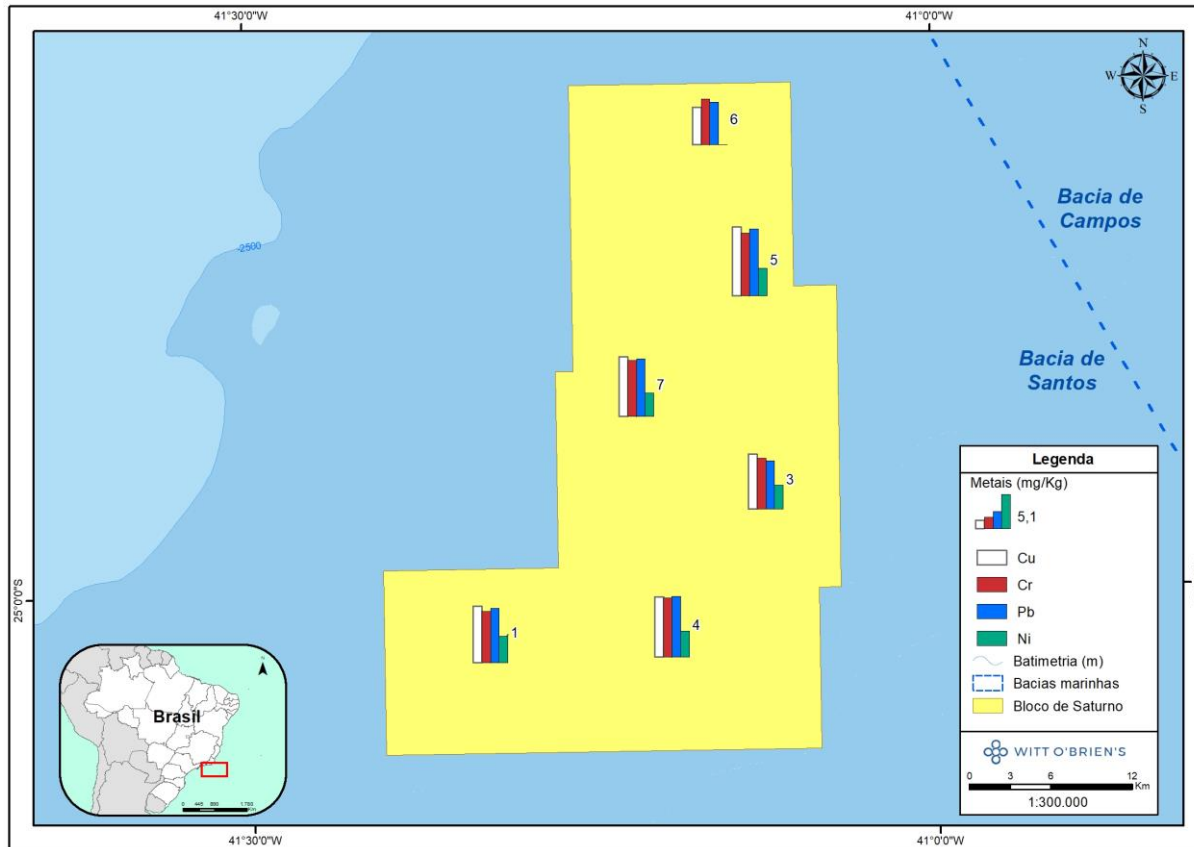 41°30'0"W
41°0'0"W
N
W
E
S
6
-2500
Bacia de
Campos
5
Bacia de
Santos
7
3
Legenda
Metais (mg/Kg)
5,1
Cu
Cr
Pb
Ni
Batimetria (m)
Bacias marinhas
Bloco de Saturno
25°0'0"S
1
4
N
Brasil
WITT O'BRIEN'S
0 3 6 12
Km
1:300.000
41°30'0"W
41°0'0"W